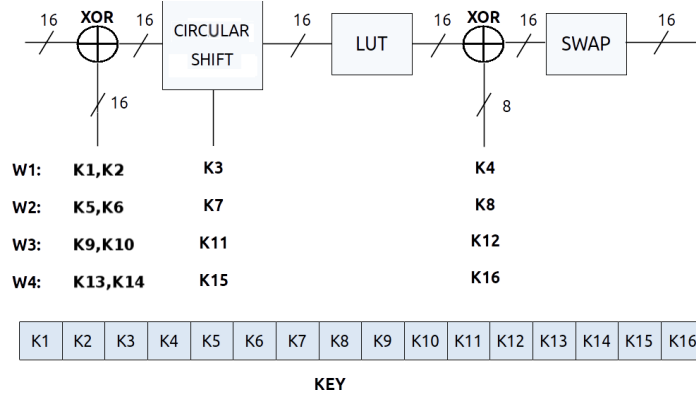 XOR XOR
16 16 CIRCULAR SHIFT 16 LUT 16 16 SWAP 16
16 8
W1: K1,K2 K3 K4
W2: K5,K6 K7 K8
W3: K9,K10 K11 K12
W4: K13,K14 K15 K16
K1 K2 K3 K4 K5 K6 K7 K8 K9 K10 K11 K12 K13 K14 K15 K16
KEY